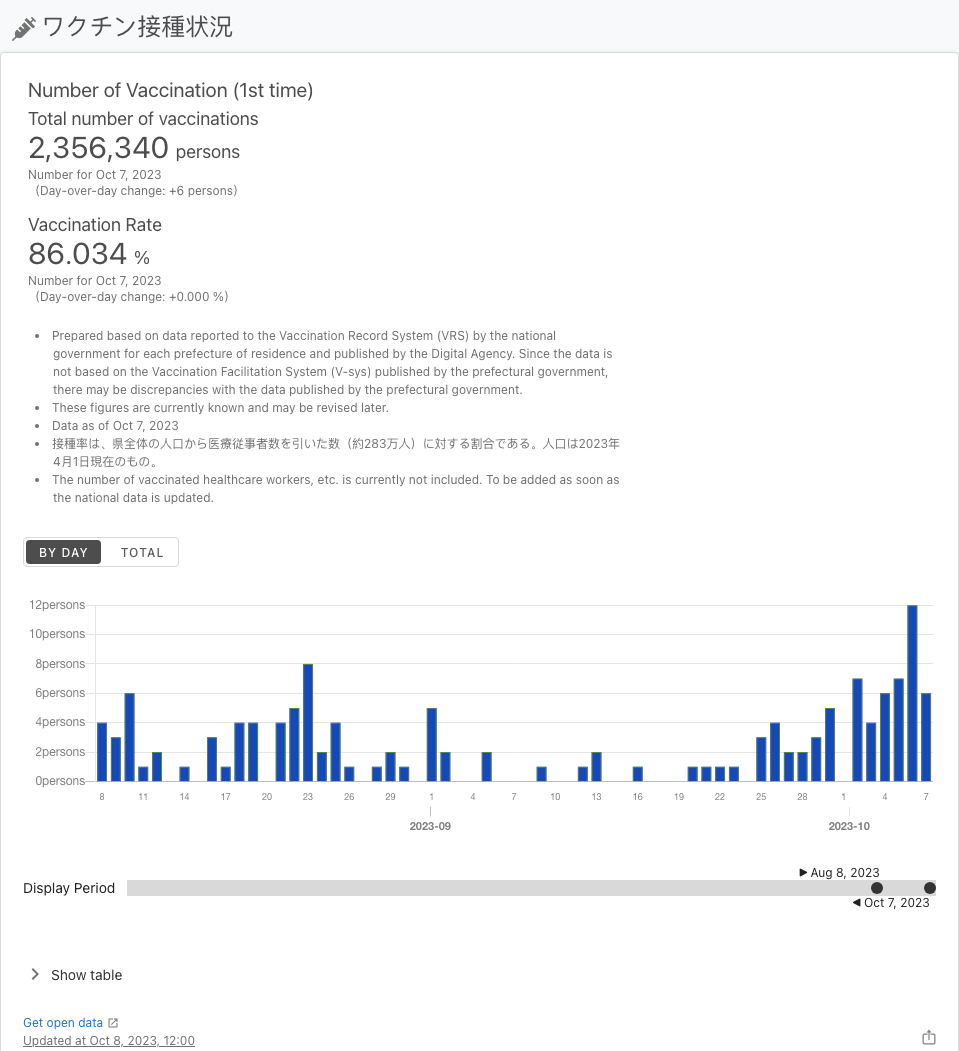 ワクチン接種状況
Number of Vaccination (1st time)
Total number of vaccinations
2,356,340 persons
Number for Oct 7, 2023
(Day-over-day change: +6 persons)
Vaccination Rate
86.034 %
Number for Oct 7, 2023
(Day-over-day change: +0.000 %)
• Prepared based on data reported to the Vaccination Record System (VRS) by the national
government for each prefecture of residence and published by the Digital Agency. Since the data is
not based on the Vaccination Facilitation System (V-sys) published by the prefectural government,
there may be discrepancies with the data published by the prefectural government.
• These figures are currently known and may be revised later.
• Data as of Oct 7, 2023
• 接種率は、県全体の人口から医療従事者数を引いた数（約283万人）に対する割合である。人口は2023年
4月1日現在のもの。
• The number of vaccinated healthcare workers, etc. is currently not included. To be added as soon as
the national data is updated.
BY DAY TOTAL
12persons
10persons
8persons
6persons
4persons
2persons
0persons
8 11 14 17 20 23 26 29 1 4 7 10 13 16 19 22 25 28 1 4 7
2023-09 2023-10
▶ Aug 8, 2023
Display Period
◀ Oct 7, 2023
Show table
Get open data
Updated at Oct 8, 2023, 12:00